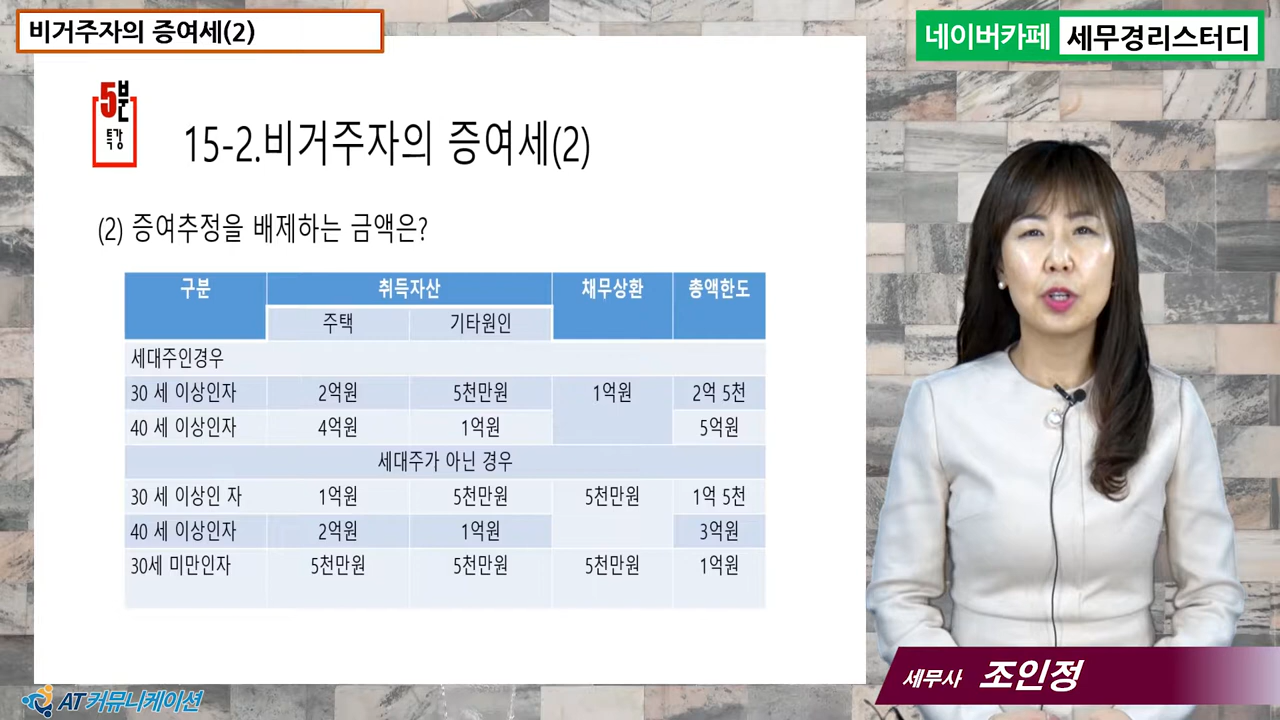 비거주자의 증여세(2)
네이버카페 세무경리스터디
5분
특강
15-2.비거주자의 증여세(2)
(2) 증여추정을 배제하는 금액은?
구분 취득자산 채무상환 총액한도
주택 기타원인
세대주인경우
30 세 이상인자 2억원 5천만원 1억원 2억 5천
40 세 이상인자 4억원 1억원 5억원
세대주가 아닌 경우
30 세 이상인 자 1억원 5천만원 5천만원 1억 5천
40 세 이상인자 2억원 1억원 3억원
30세 미만인자 5천만원 5천만원 5천만원 1억원
세무사 조인정
AT커뮤니케이션